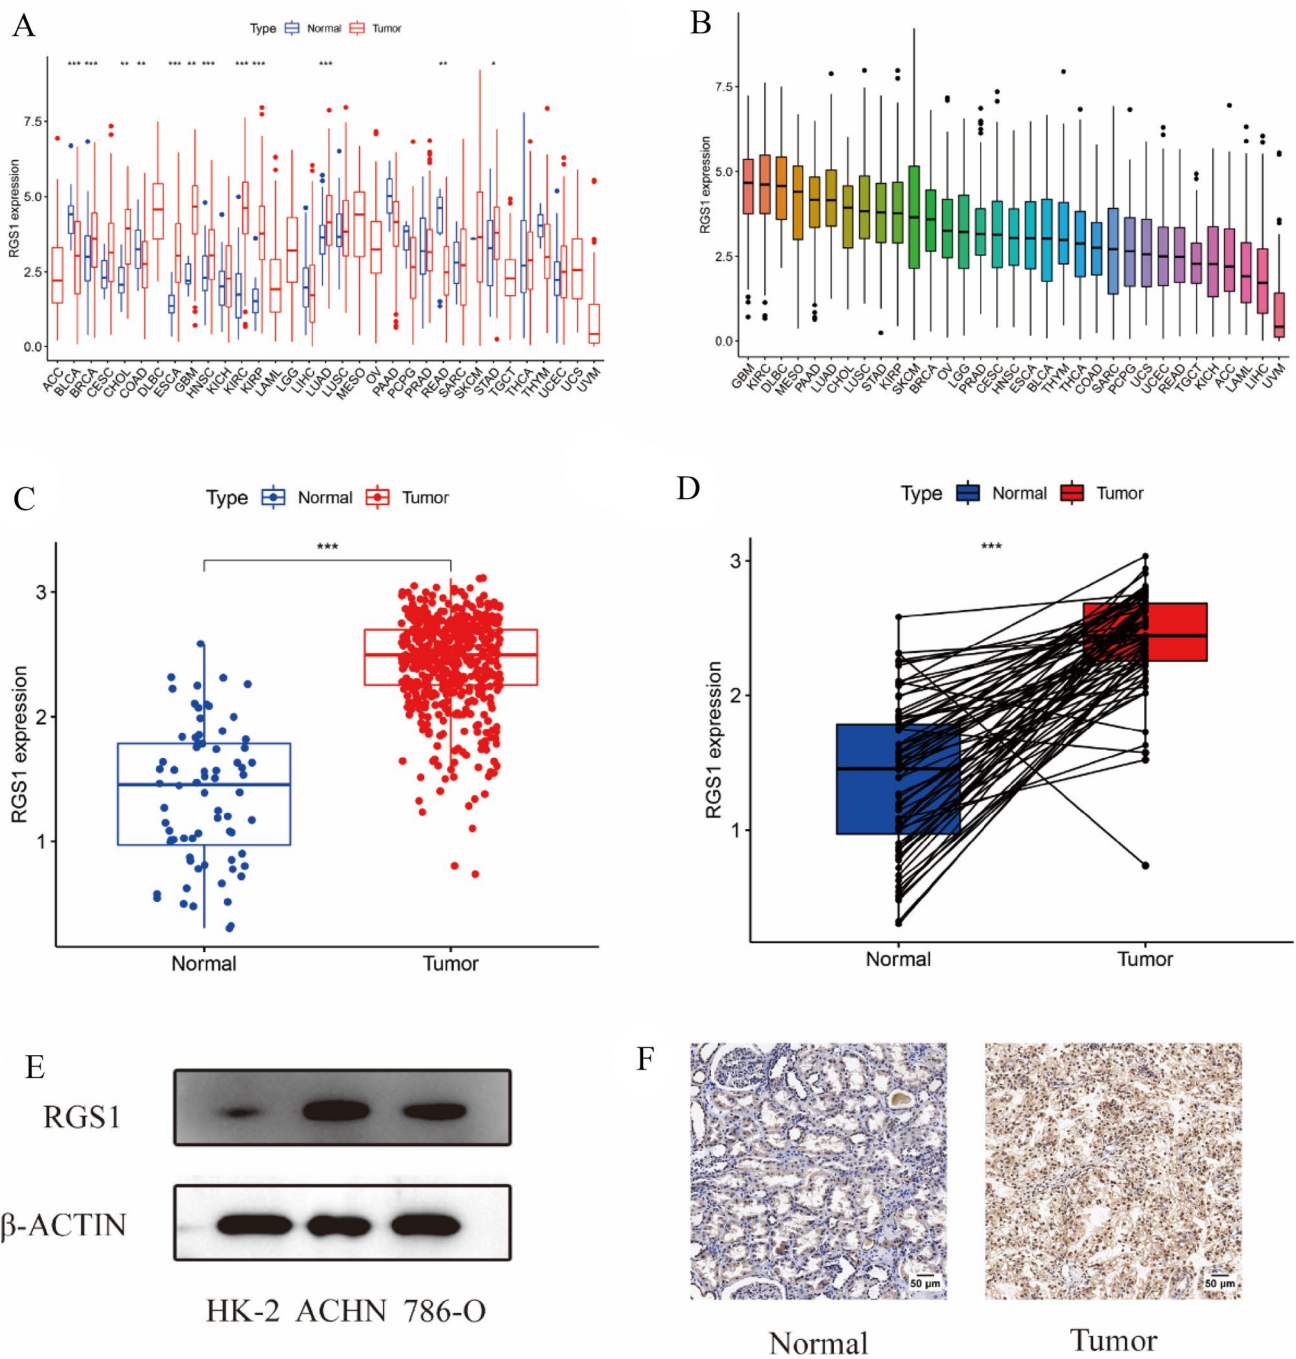 A
Type Normal Tumor
*** *** ** ** *** ** *** *** *** *** ** *
RGS1 expression
7.5
5.0
2.5
0.0
ACC BLCA BRCA CESC CHOL COAD DLBC ESCA GBM HNSC KICH KIRC KIRP LAML LGG LIHC LUAD LUSC MESO OV PAAD PCPG PRAD READ SARC SKCM STAD TGCT THCA THYM UCEC UCS UVM
B
RGS1 expression
7.5
5.0
2.5
0.0
GBM KIRC DLBC MESO PAAD LUAD CHOL LUSC STAD KIRP SKCM BRCA OV LGG PRAD CESC HNSC ESCA BLCA THYM THCA COAD SARC PCPG UCS UCEC READ TGCT KICH ACC LAML LIHC UVM
C
Type Normal Tumor
***
RGS1 expression
3
2
1
Normal Tumor
D
Type Normal Tumor
***
RGS1 expression
3
2
1
Normal Tumor
E
RGS1
β-ACTIN
HK-2 ACHN 786-O
F
50 μm 50 μm
Normal Tumor